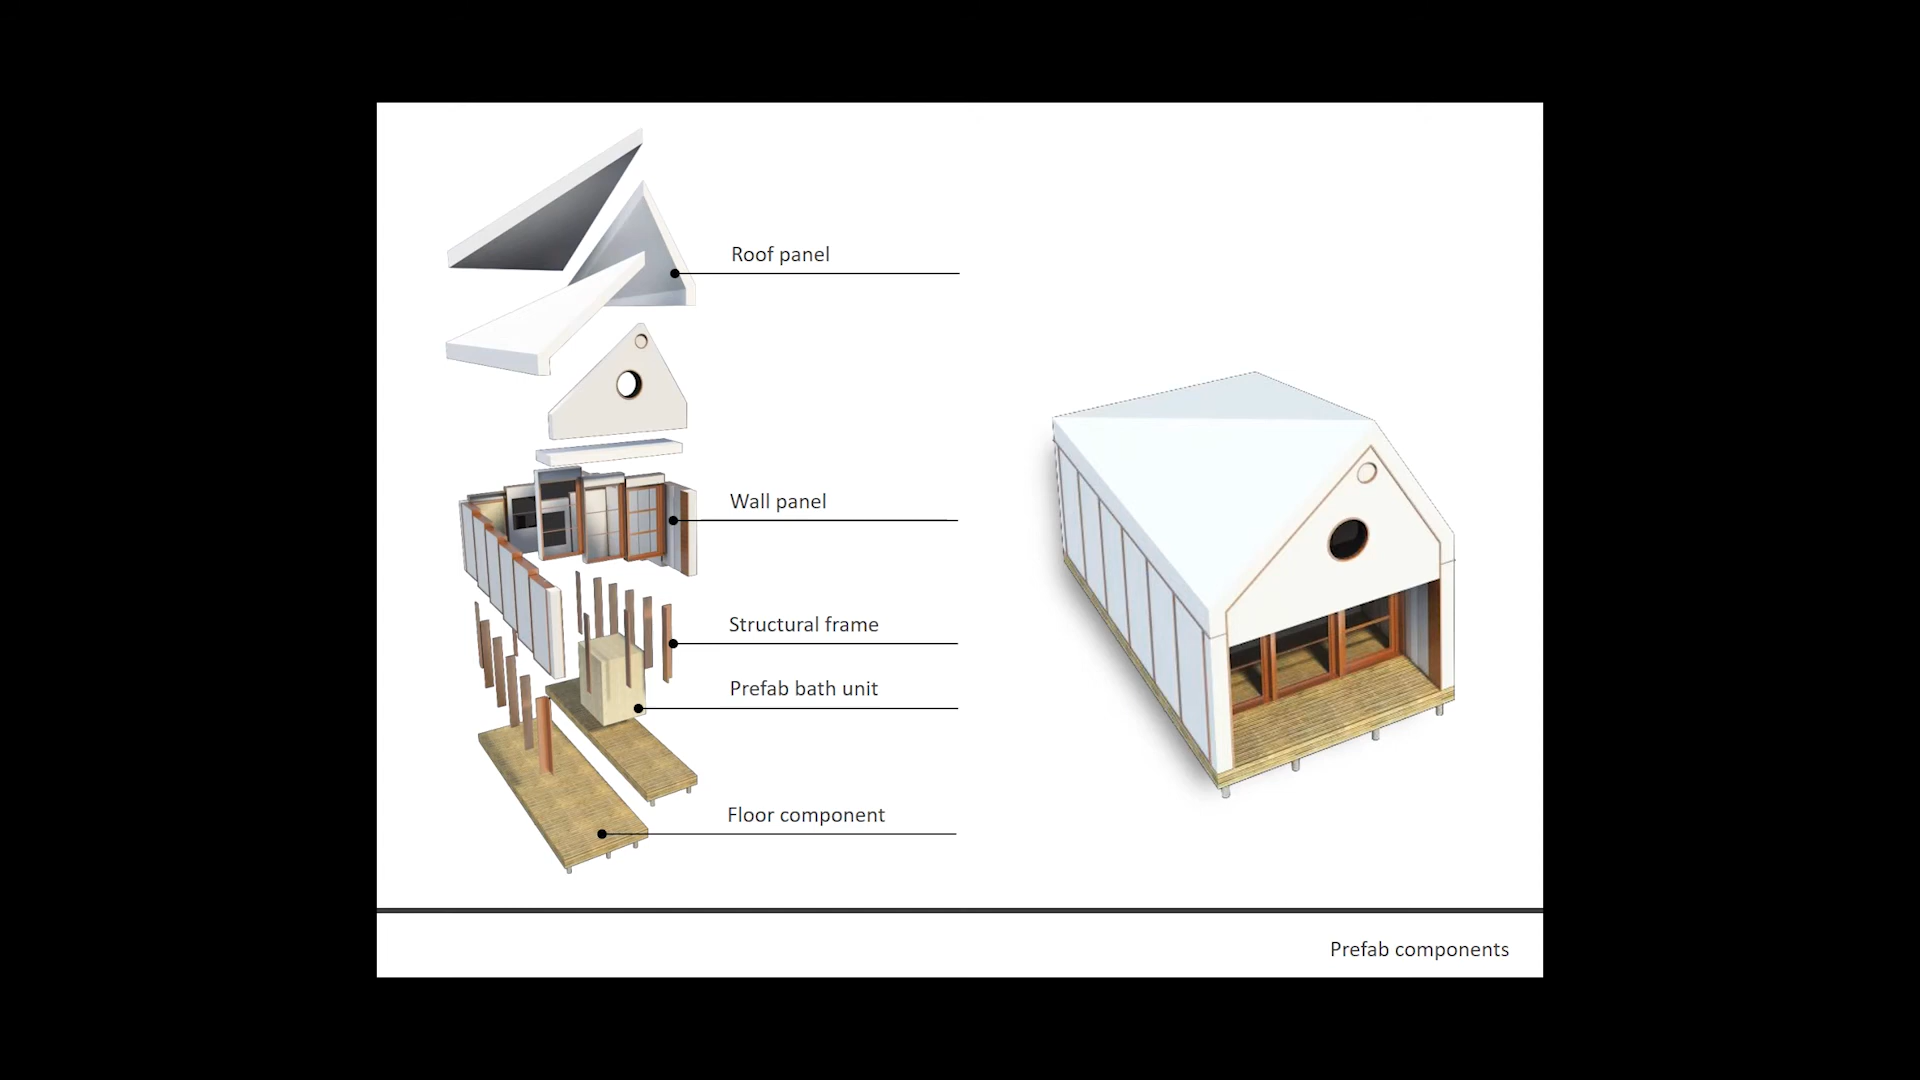 Roof panel
Wall panel
Structural frame
Prefab bath unit
Floor component
Prefab components